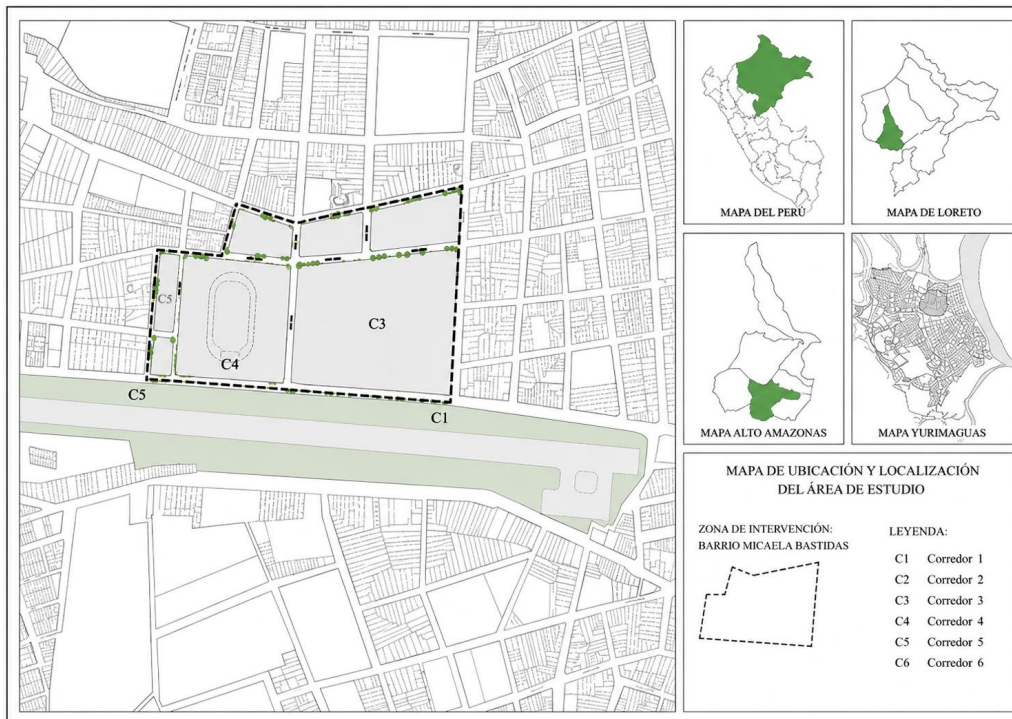 C5
C3
C4
C5
C1
MAPA DEL PERÚ
MAPA DE LORETO
MAPA ALTO AMAZONAS
MAPA YURIMAGUAS
MAPA DE UBICACIÓN Y LOCALIZACIÓN
DEL ÁREA DE ESTUDIO
ZONA DE INTERVENCIÓN:
BARRIO MICAELA BASTIDAS
LEYENDA:
C1 Corredor 1
C2 Corredor 2
C3 Corredor 3
C4 Corredor 4
C5 Corredor 5
C6 Corredor 6